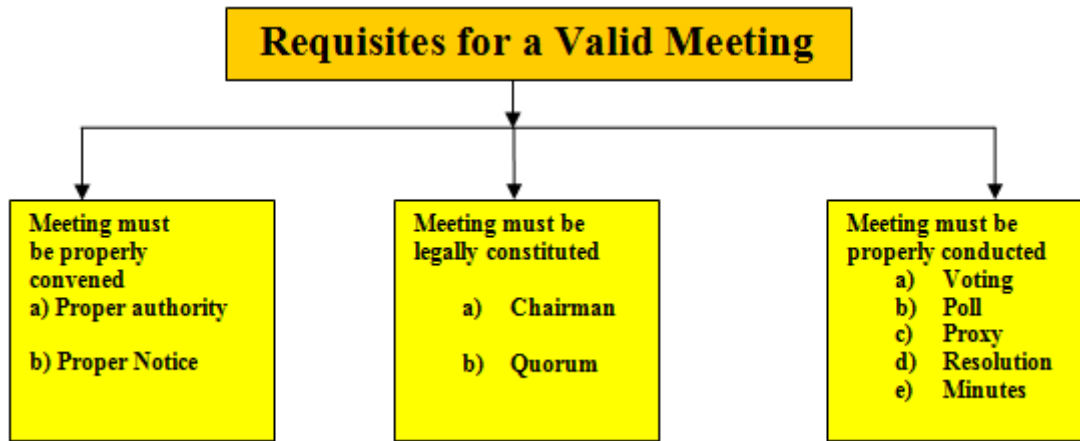 Requisites for a Valid Meeting
Meeting must
be properly
convened
a) Proper authority
b) Proper Notice
Meeting must be
legally constituted
a) Chairman
b) Quorum
Meeting must be
properly conducted
a) Voting
b) Poll
c) Proxy
d) Resolution
e) Minutes